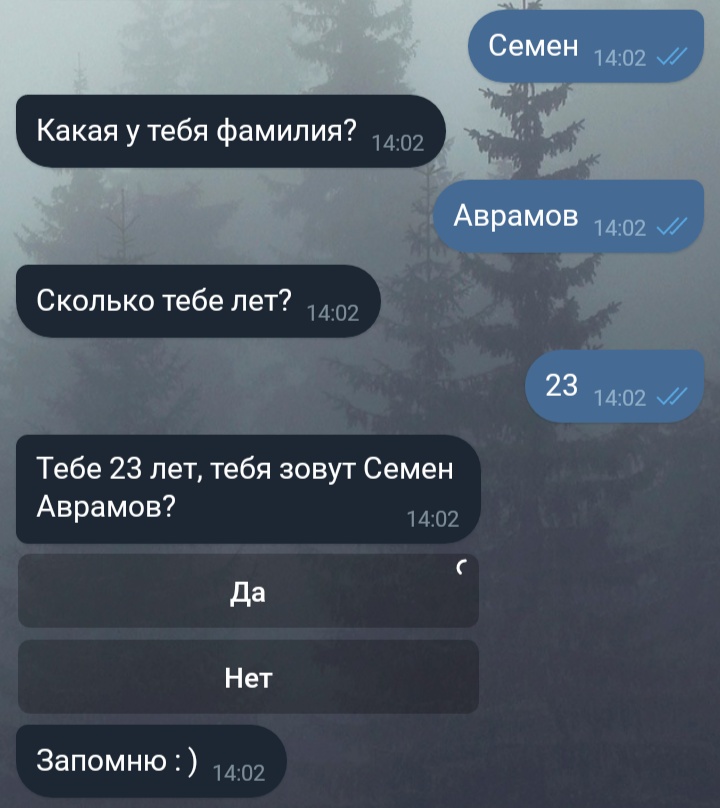 Семен 14:02
Какая у тебя фамилия? 14:02
Аврамов 14:02
Сколько тебе лет? 14:02
23 14:02
Тебе 23 лет, тебя зовут Семен
Аврамов? 14:02
Да
Нет
Запомню : ) 14:02